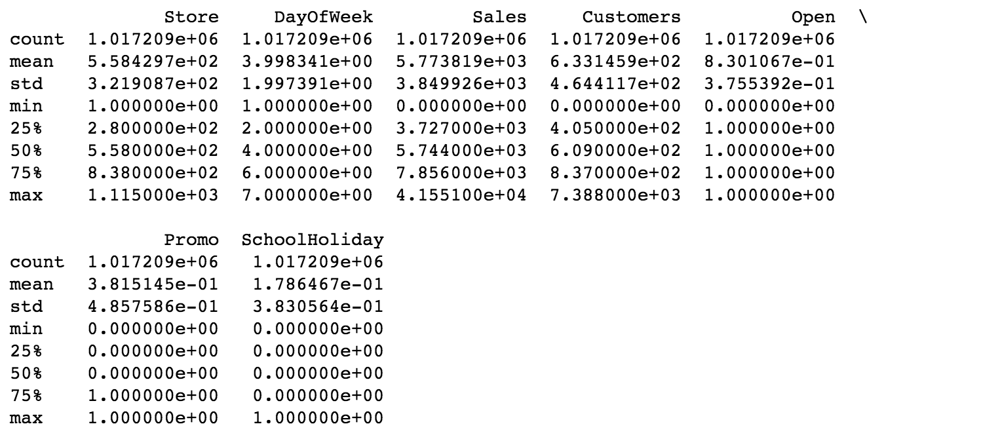 Store     DayOfWeek         Sales     Customers          Open  \
count  1.017209e+06  1.017209e+06  1.017209e+06  1.017209e+06  1.017209e+06
mean   5.584297e+02  3.998341e+00  5.773819e+03  6.331459e+02  8.301067e-01
std    3.219087e+02  1.997391e+00  3.849926e+03  4.644117e+02  3.755392e-01
min    1.000000e+00  1.000000e+00  0.000000e+00  0.000000e+00  0.000000e+00
25%    2.800000e+02  2.000000e+00  3.727000e+03  4.050000e+02  1.000000e+00
50%    5.580000e+02  4.000000e+00  5.744000e+03  6.090000e+02  1.000000e+00
75%    8.380000e+02  6.000000e+00  7.856000e+03  8.370000e+02  1.000000e+00
max    1.115000e+03  7.000000e+00  4.155100e+04  7.388000e+03  1.000000e+00

              Promo  SchoolHoliday
count  1.017209e+06   1.017209e+06
mean   3.815145e-01   1.786467e-01
std    4.857586e-01   3.830564e-01
min    0.000000e+00   0.000000e+00
25%    0.000000e+00   0.000000e+00
50%    0.000000e+00   0.000000e+00
75%    1.000000e+00   0.000000e+00
max    1.000000e+00   1.000000e+00